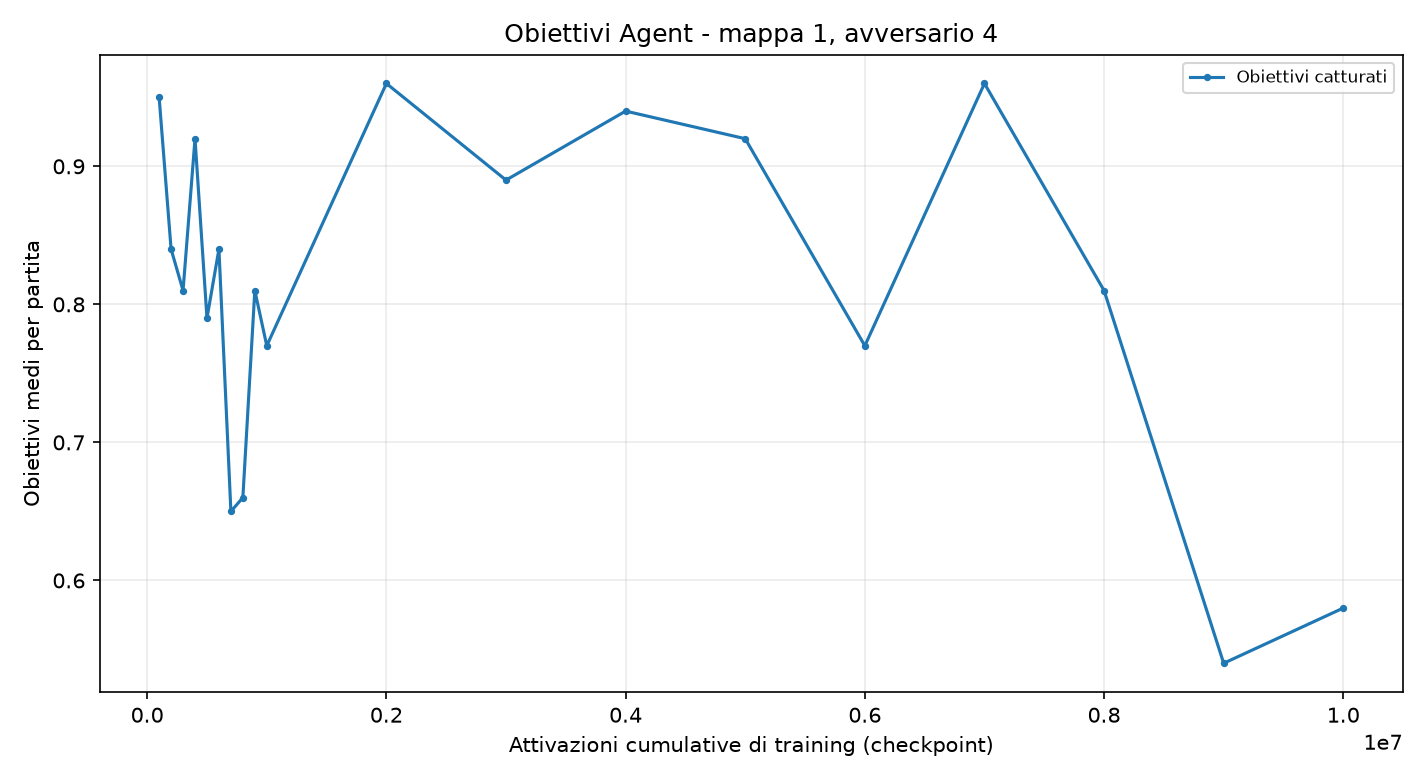 Obiettivi Agent - mappa 1, avversario 4
Obiettivi catturati
Obiettivi medi per partita
0.9
0.8
0.7
0.6
0.0 0.2 0.4 0.6 0.8 1.0
1e7
Attivazioni cumulative di training (checkpoint)